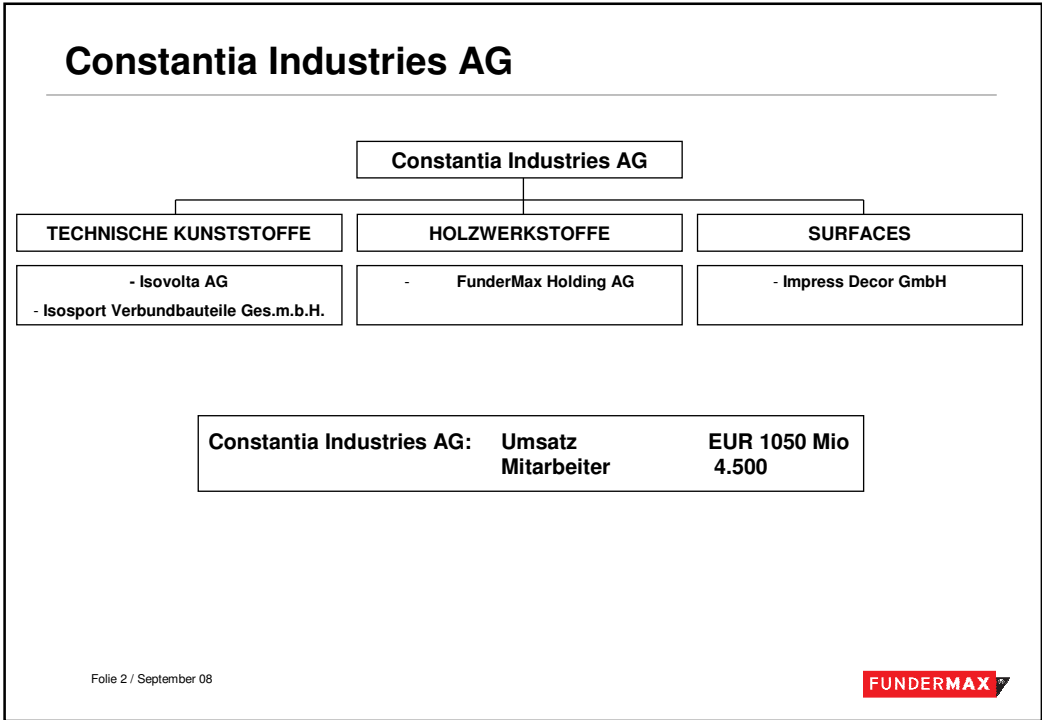 Constantia Industries AG
Constantia Industries AG
TECHNISCHE KUNSTSTOFFE
HOLZWERKSTOFFE
SURFACES
- Isovolta AG
- Isosport Verbundbauteile Ges.m.b.H.
- FunderMax Holding AG
- Impress Decor GmbH
Constantia Industries AG: Umsatz EUR 1050 Mio
Mitarbeiter 4.500
Folie 2 / September 08
FUNDERMAX